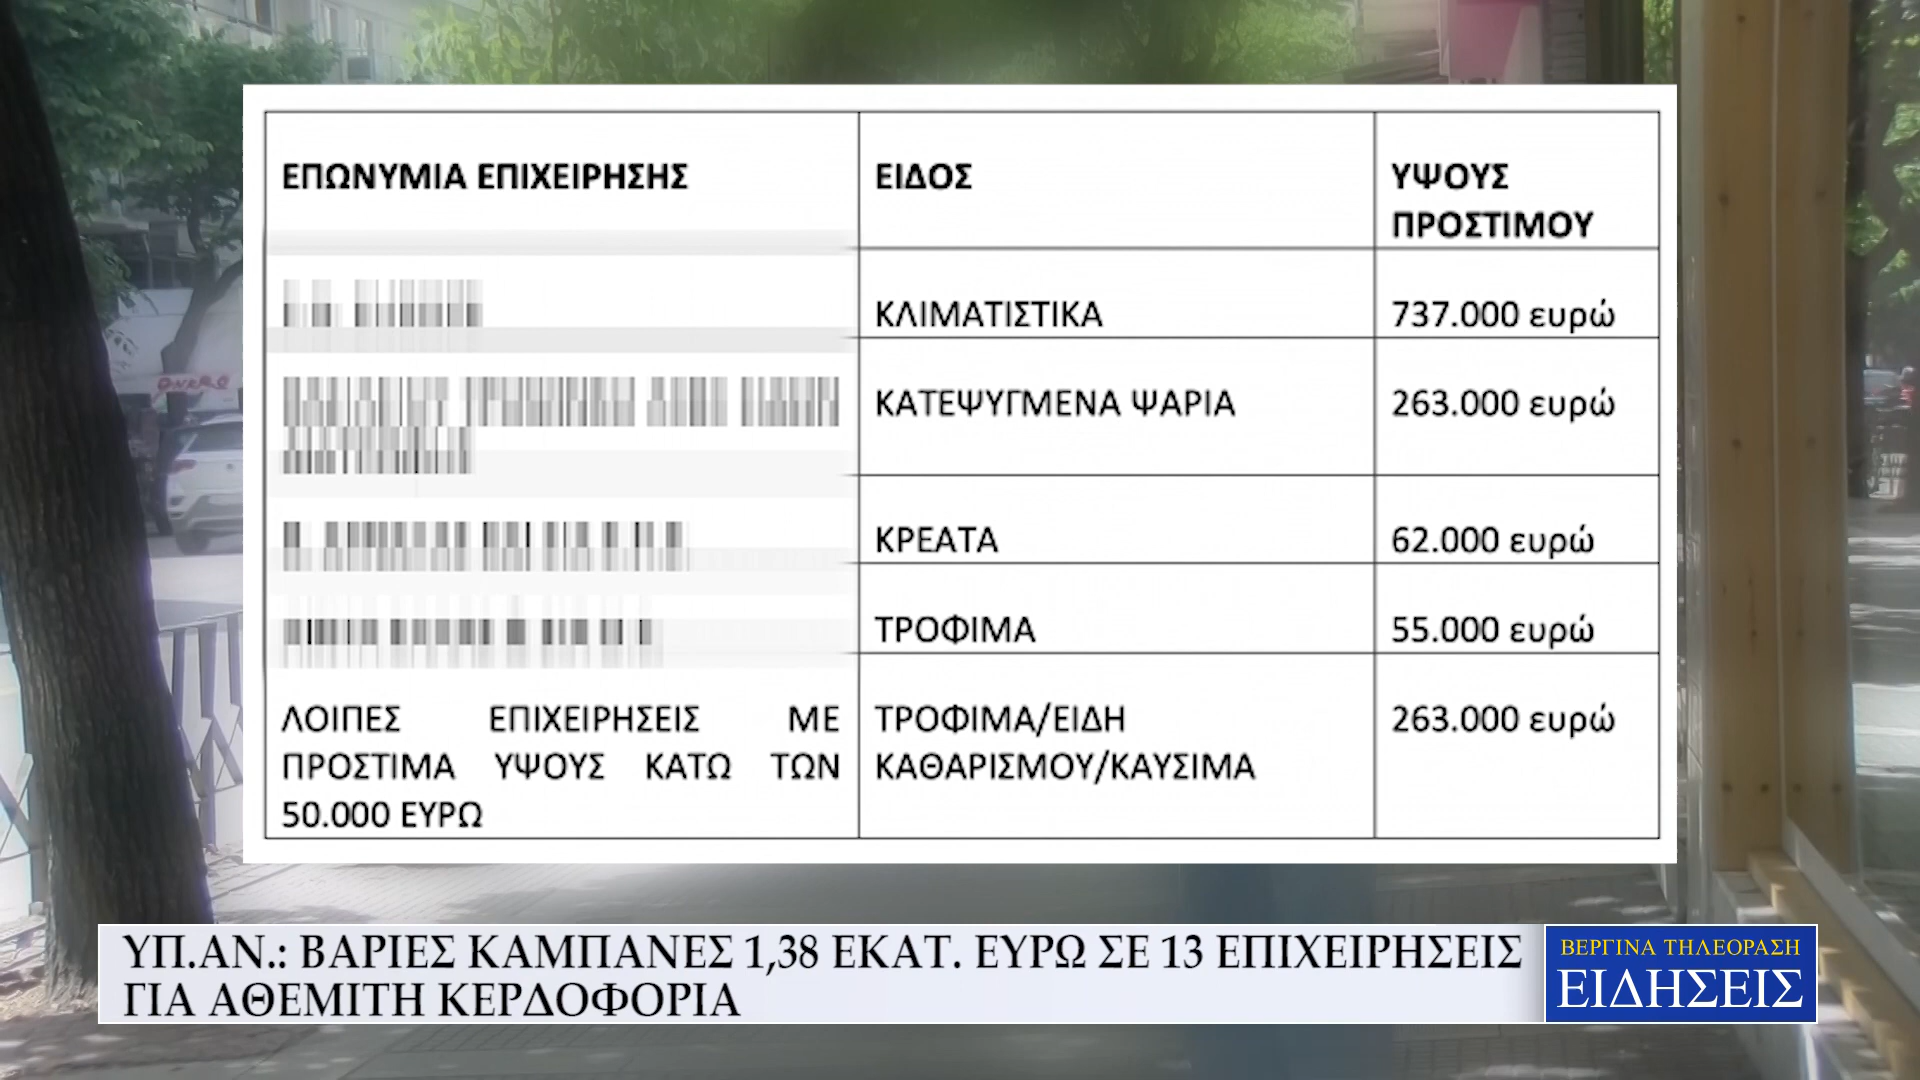 ΕΠΩΝΥΜΙΑ ΕΠΙΧΕΙΡΗΣΗΣ ΕΙΔΟΣ ΥΨΟΥΣ
ΠΡΟΣΤΙΜΟΥ
ΚΛΙΜΑΤΙΣΤΙΚΑ 737.000 ευρώ
ΚΑΤΕΨΥΓΜΕΝΑ ΨΑΡΙΑ 263.000 ευρώ
ΚΡΕΑΤΑ 62.000 ευρώ
ΤΡΟΦΙΜΑ 55.000 ευρώ
ΛΟΙΠΕΣ ΕΠΙΧΕΙΡΗΣΕΙΣ ΜΕ ΤΡΟΦΙΜΑ/ΕΙΔΗ 263.000 ευρώ
ΠΡΟΣΤΙΜΑ ΥΨΟΥΣ ΚΑΤΩ ΤΩΝ ΚΑΘΑΡΙΣΜΟΥ/ΚΑΥΣΙΜΑ
50.000 ΕΥΡΩ
ΥΠ.ΑΝ.: ΒΑΡΙΕΣ ΚΑΜΠΑΝΕΣ 1,38 ΕΚΑΤ. ΕΥΡΩ ΣΕ 13 ΕΠΙΧΕΙΡΗΣΕΙΣ
ΓΙΑ ΑΘΕΜΙΤΗ ΚΕΡΔΟΦΟΡΙΑ
ΒΕΡΓΙΝΑ ΤΗΛΕΟΡΑΣΗ
ΕΙΔΗΣΕΙΣ